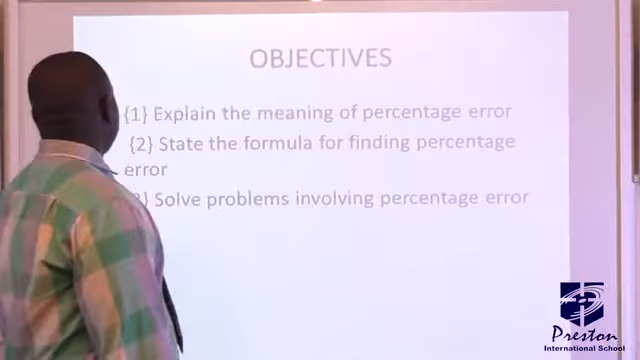 OBJECTIVES
{1} Explain the meaning of percentage error
{2} State the formula for finding percentage
error
} Solve problems involving percentage error
Preston
International School